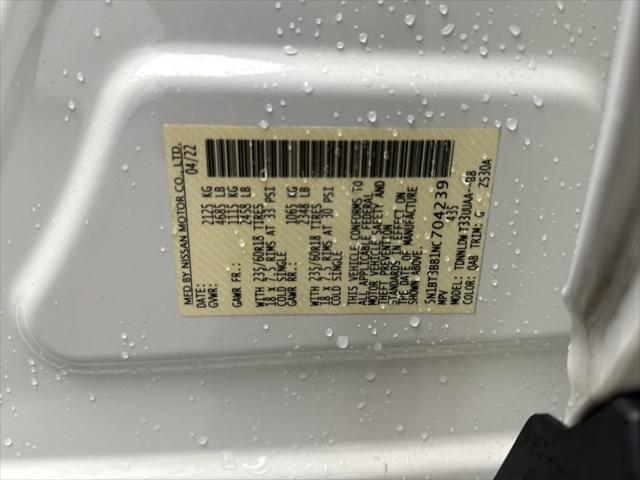 MFD BY NISSAN MOTOR CO., LTD.
DATE: 04/22
GVWR: 2125 KG
4685 LB
GAWR FR.: 1115 KG
2458 LB
WITH 235/60R18 TIRES
18 X 7.5 RIMS AT 33 PSI
COLD SINGLE
GAWR RR.: 1065 KG
2348 LB
WITH 235/60R18 TIRES
18 X 7.5 RIMS AT 30 PSI
COLD SINGLE
THIS VEHICLE CONFORMS TO
ALL APPLICABLE FEDERAL
MOTOR VEHICLE SAFETY AND
THEFT PREVENTION
STANDARDS IN EFFECT ON
THE DATE OF MANUFACTURE
SHOWN ABOVE.
5N1BT3BB1NC704239
MPV 435
MODEL: TDNNLDW T33UUAA--BB
COLOR: QAB TRIM: G ZS30A